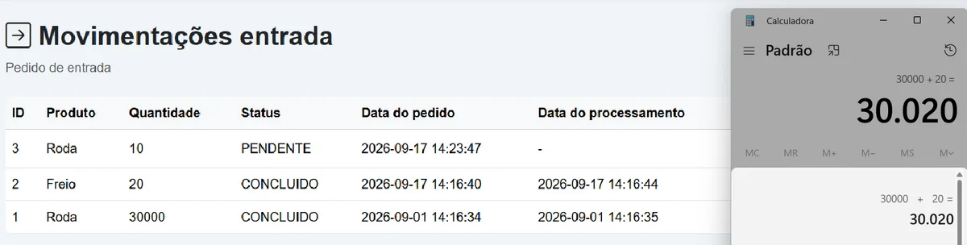 Movimentações entrada
Pedido de entrada
ID Produto Quantidade Status Data do pedido Data do processamento
3 Roda 10 PENDENTE 2026-09-17 14:23:47 -
2 Freio 20 CONCLUIDO 2026-09-17 14:16:40 2026-09-17 14:16:44
1 Roda 30000 CONCLUIDO 2026-09-01 14:16:34 2026-09-01 14:16:35
Calculadora
Padrão
30000 + 20 =
30.020
MC MR M+ M− MS M˅
30000 + 20 =
30.020